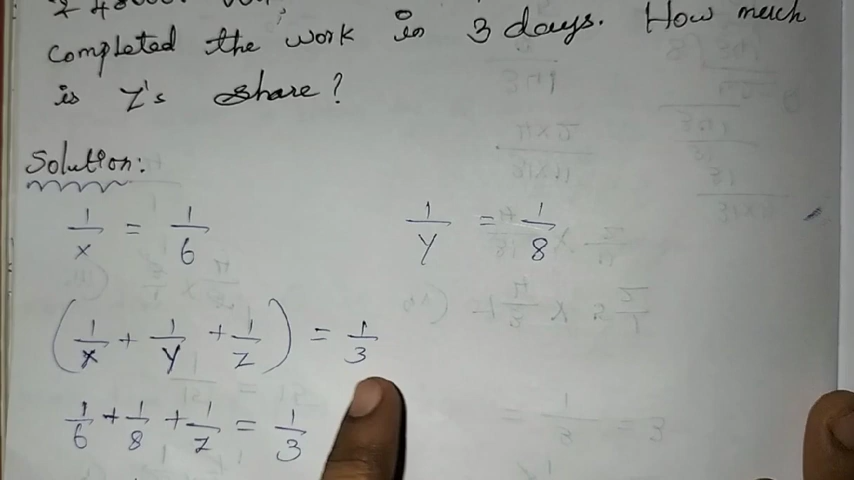 completed the work in 3 days. How much
is Z's share?
Solution:
1/x = 1/6
1/y = 1/8
(1/x + 1/y + 1/z) = 1/3
1/6 + 1/8 + 1/z = 1/3